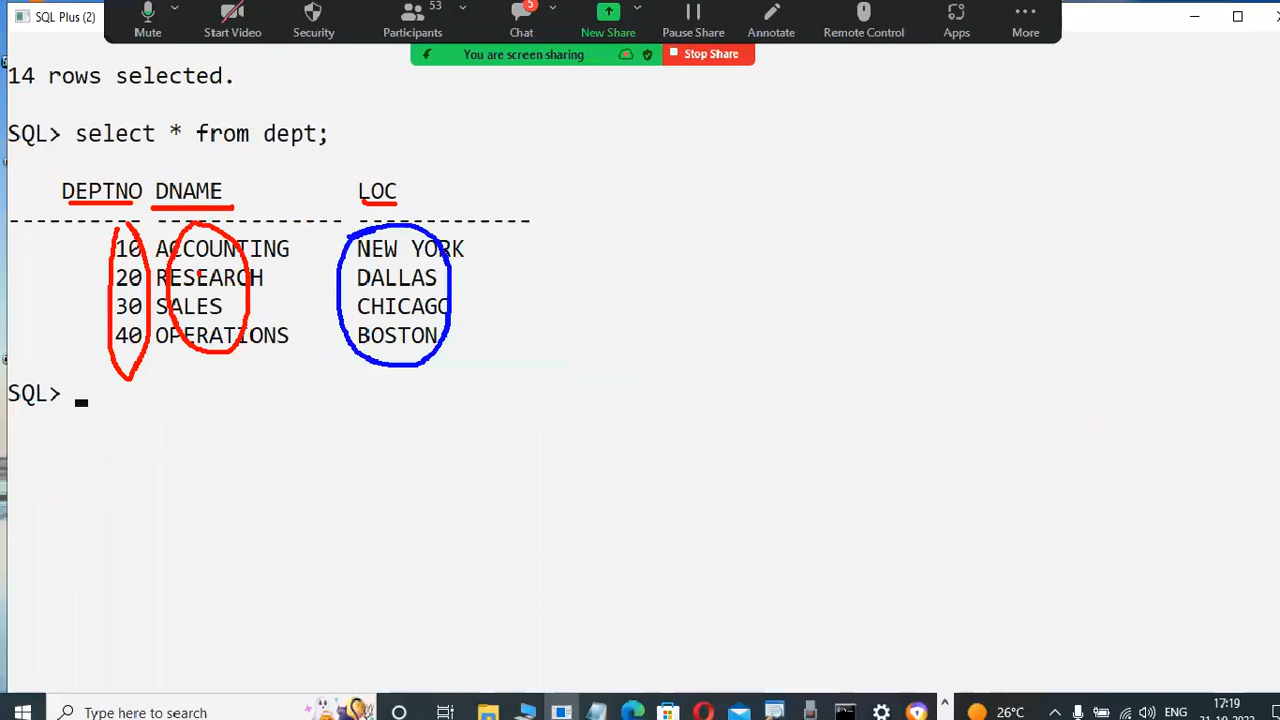 SQL Plus (2)
53
5
Mute Start Video Security Participants Chat New Share Pause Share Annotate Remote Control Apps More
You are screen sharing Stop Share
14 rows selected.
SQL> select * from dept;
DEPTNO DNAME LOC
---------- -------------- -------------
10 ACCOUNTING NEW YORK
20 RESEARCH DALLAS
30 SALES CHICAGO
40 OPERATIONS BOSTON
SQL>
17:19
Type here to search 26°C ENG